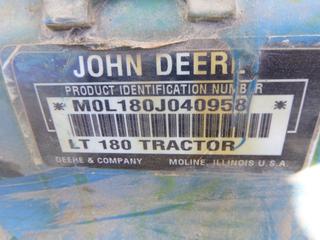 JOHN DEERE
PRODUCT IDENTIFICATION NUMBER
* M0L180J040958 *
LT 180 TRACTOR
DEERE & COMPANY MOLINE, ILLINOIS U.S.A.